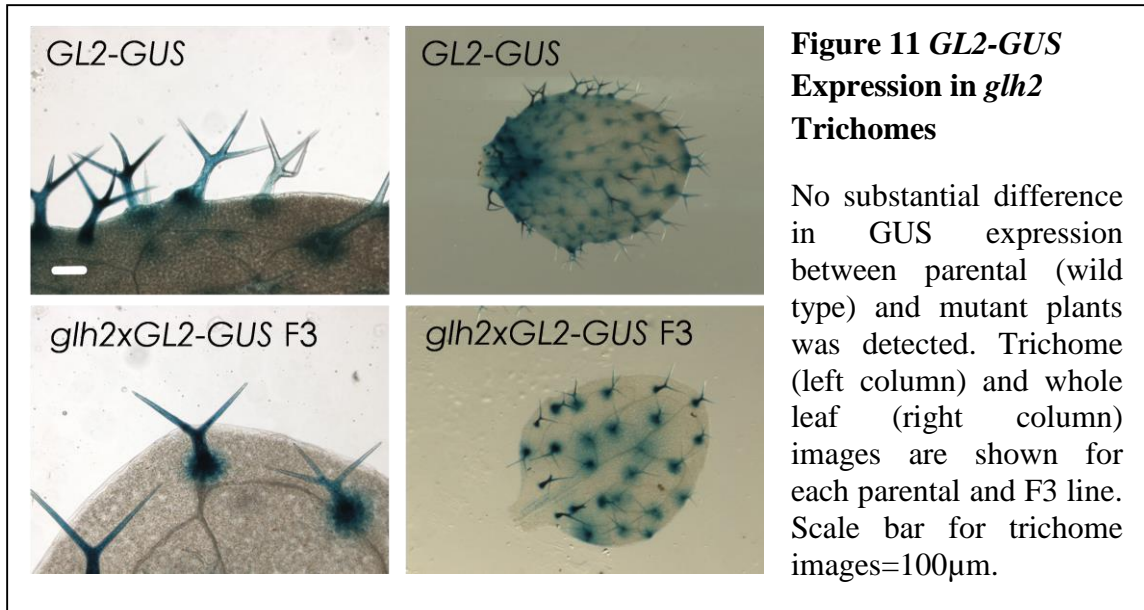 GL2-GUS
GL2-GUS
glh2xGL2-GUS F3
glh2xGL2-GUS F3
Figure 11 GL2-GUS
Expression in glh2
Trichomes
No substantial difference
in GUS expression
between parental (wild
type) and mutant plants
was detected. Trichome
(left column) and whole
leaf (right column)
images are shown for
each parental and F3 line.
Scale bar for trichome
images=100µm.